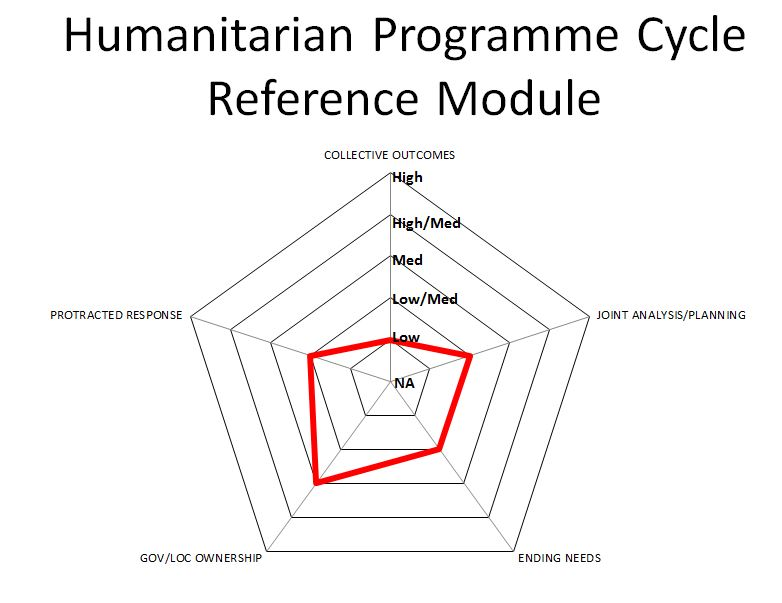 Humanitarian Programme Cycle
Reference Module
COLLECTIVE OUTCOMES
High
High/Med
Med
Low/Med
PROTRACTED RESPONSE
JOINT ANALYSIS/PLANNING
Low
NA
GOV/LOC OWNERSHIP
ENDING NEEDS